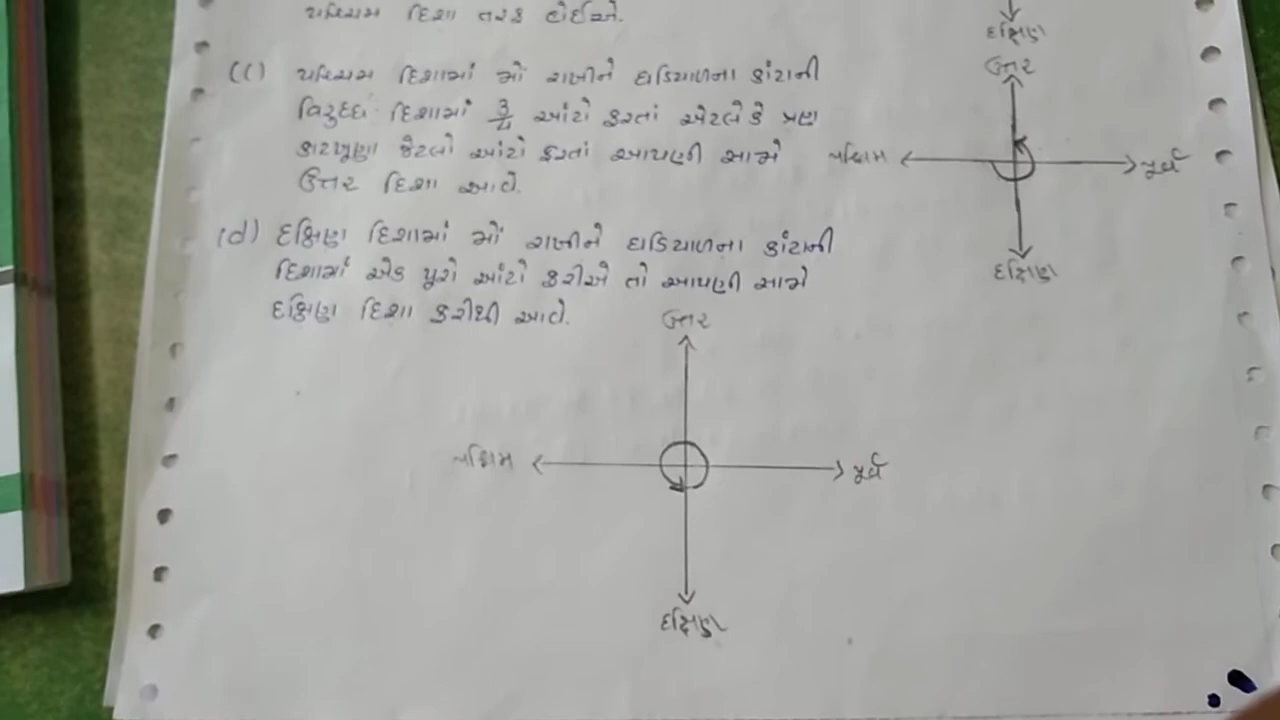 પશ્ચિમ દિશા તરફ હોઈએ.
દક્ષિણ
(c) પશ્ચિમ દિશામાં મોં રાખીને ઘડિયાળના કાંટાની
વિરુદ્ધ દિશામાં 3/4 આંટો ફરતાં એટલે કે ત્રણ
કાટખૂણા જેટલો આંટો ફરતાં આપણી સામે
ઉત્તર દિશા આવે.
ઉત્તર
પશ્ચિમ
પૂર્વ
દક્ષિણ
(d) દક્ષિણ દિશામાં મોં રાખીને ઘડિયાળના કાંટાની
દિશામાં એક પૂરો આંટો ફરીએ તો આપણી સામે
દક્ષિણ દિશા ફરીથી આવે.
ઉત્તર
પશ્ચિમ
પૂર્વ
દક્ષિણ